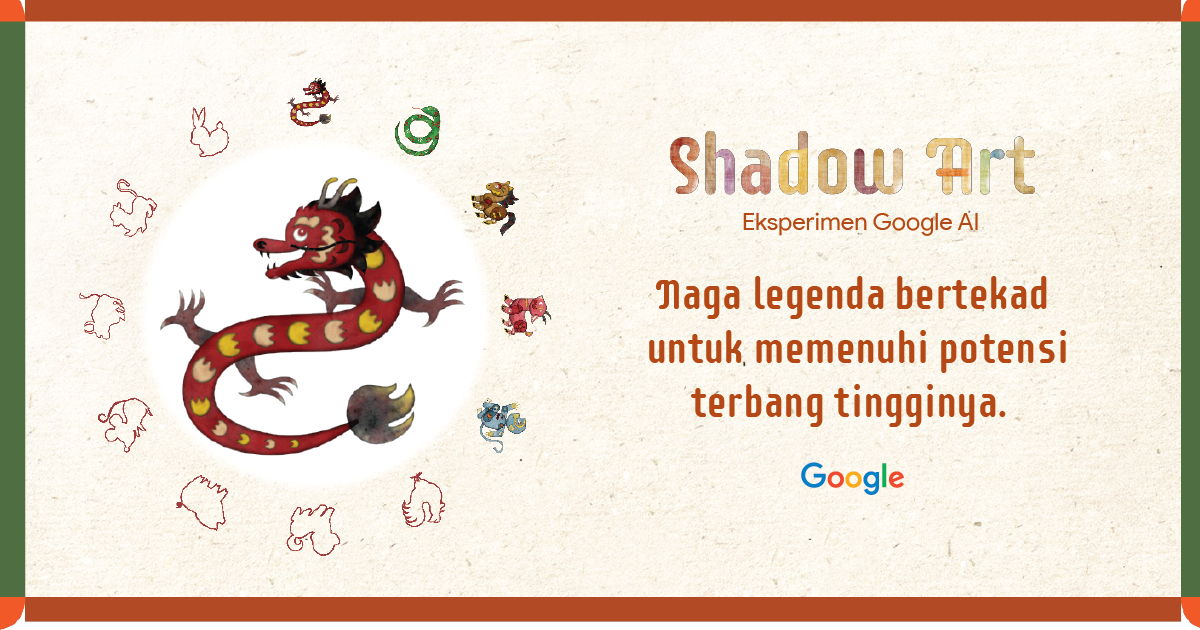 Shadow Art
Eksperimen Google AI
Naga legenda bertekad
untuk memenuhi potensi
terbang tingginya.
Google